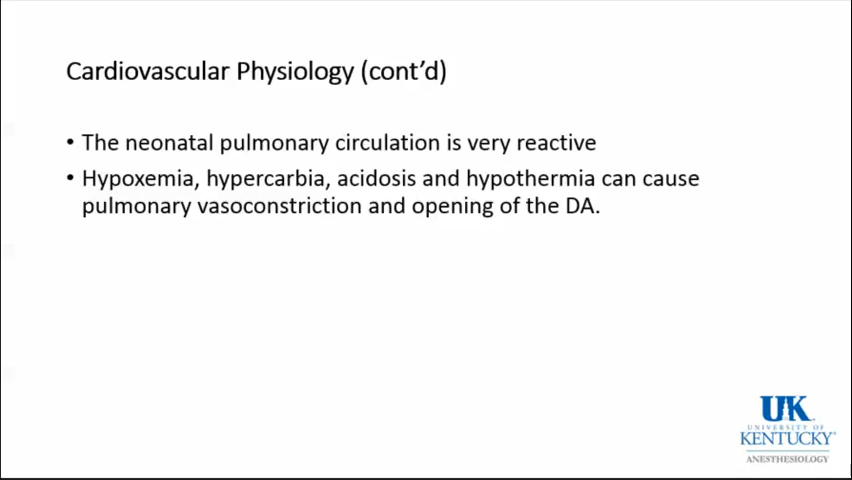 Cardiovascular Physiology (cont’d)
• The neonatal pulmonary circulation is very reactive
• Hypoxemia, hypercarbia, acidosis and hypothermia can cause
pulmonary vasoconstriction and opening of the DA.
UK
UNIVERSITY OF
KENTUCKY®
ANESTHESIOLOGY